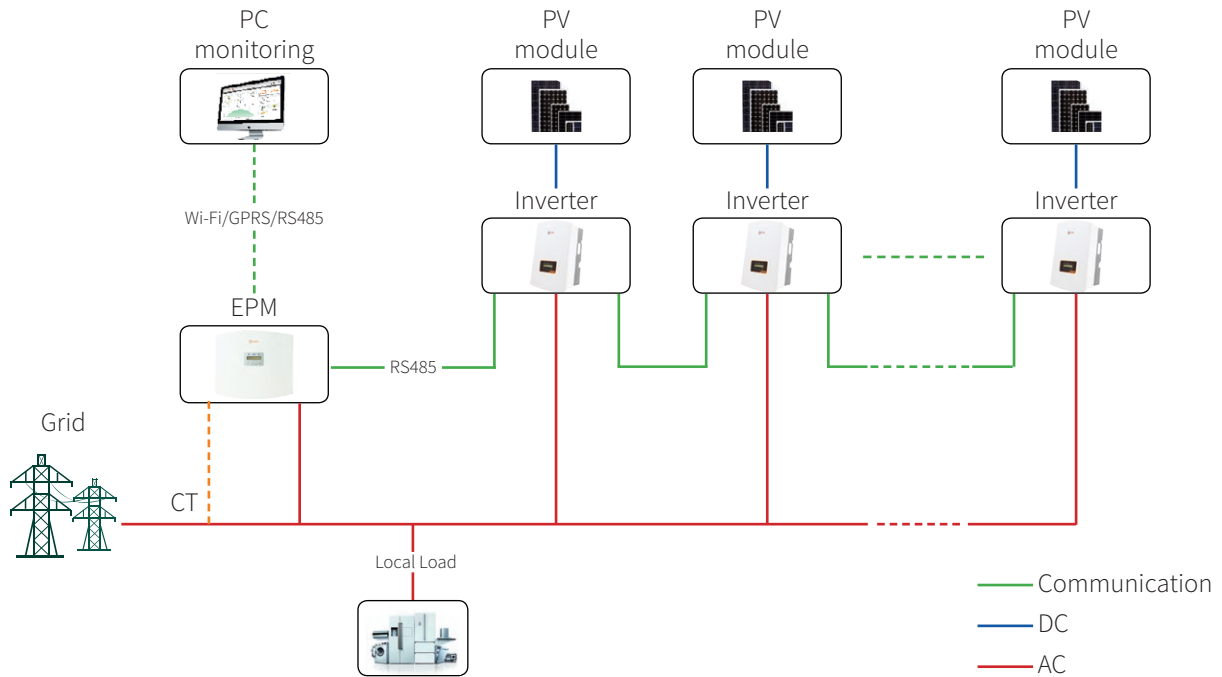 PC
monitoring
PV
module
PV
module
PV
module
Wi-Fi/GPRS/RS485
Inverter
Inverter
Inverter
EPM
RS485
Grid
CT
Local Load
Communication
DC
AC